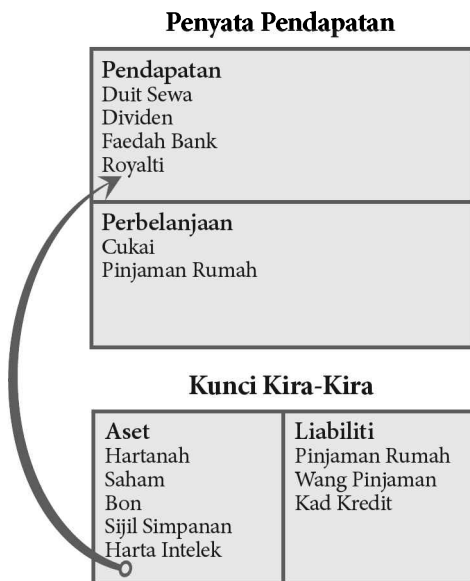 Penyata Pendapatan
Pendapatan
Duit Sewa
Dividen
Faedah Bank
Royalti
Perbelanjaan
Cukai
Pinjaman Rumah
Kunci Kira-Kira
Aset
Hartanah
Saham
Bon
Sijil Simpanan
Harta Intelek
Liabiliti
Pinjaman Rumah
Wang Pinjaman
Kad Kredit